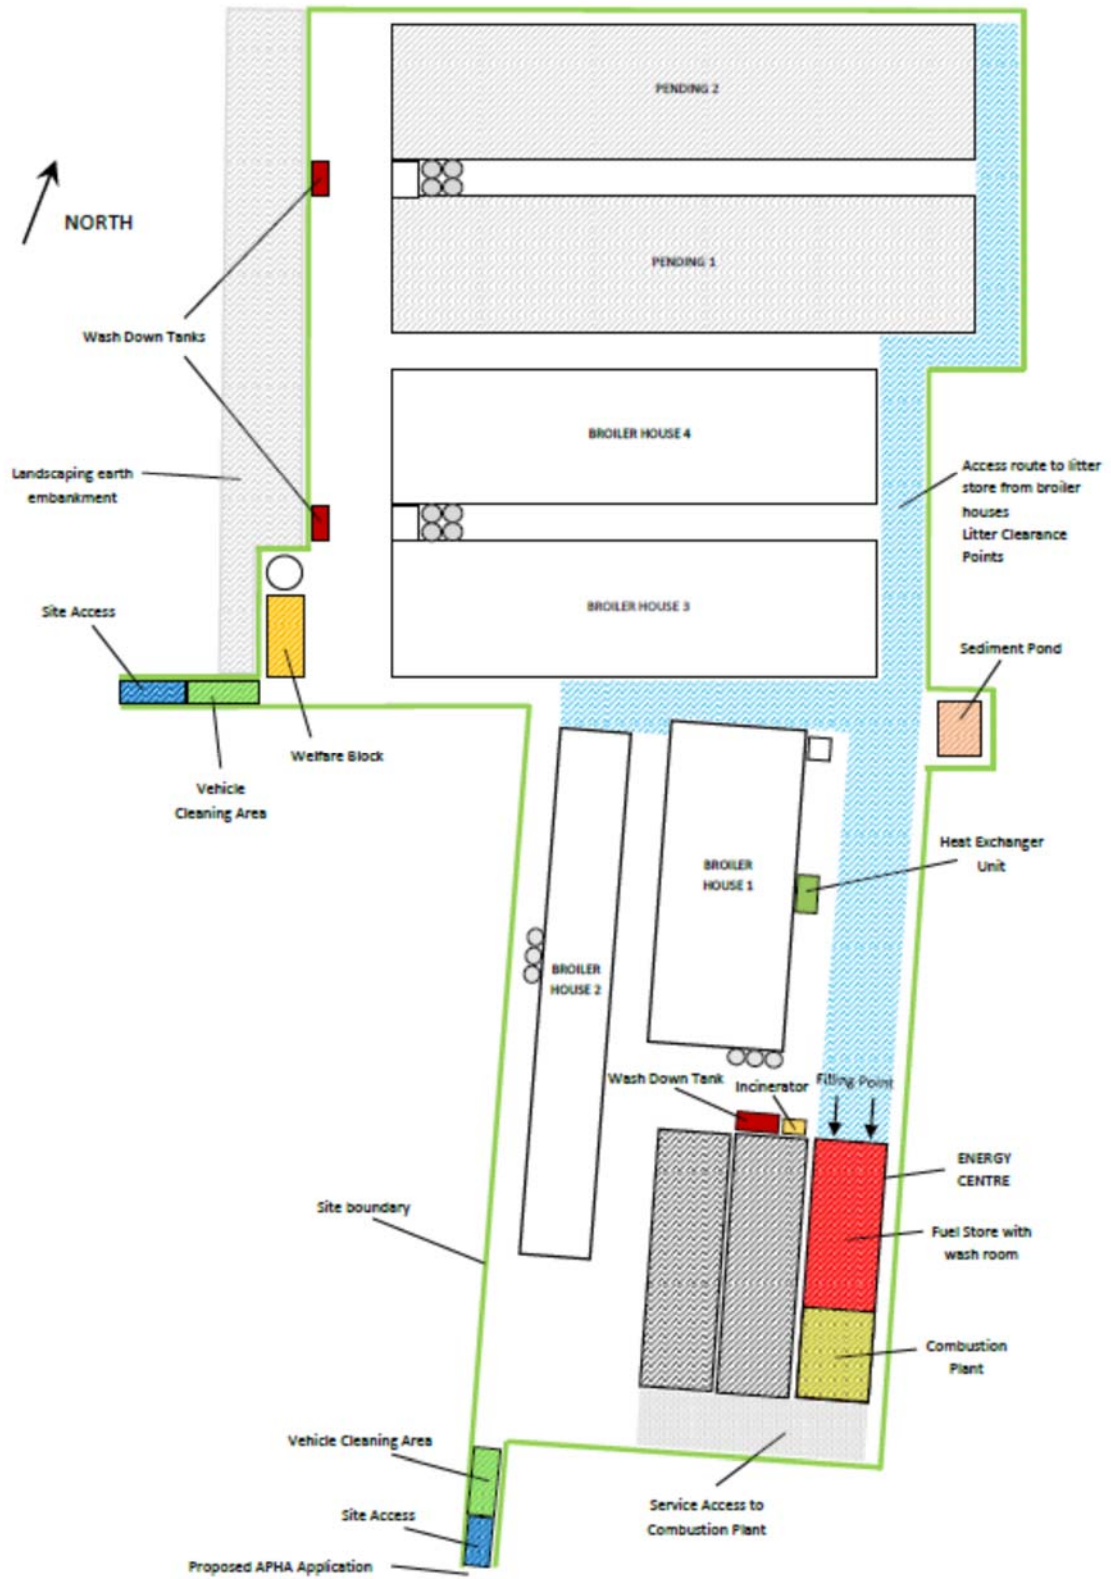 PENDING 2
NORTH
PENDING 1
Wash Down Tanks
BROILER HOUSE 4
Landscaping earth
embankment
Access route to litter
store from broiler
houses
Litter Clearance
Points
Site Access
BROILER HOUSE 3
Sediment Pond
Welfare Block
Vehicle
Cleaning Area
Heat Exchanger
Unit
BROILER
HOUSE 1
BROILER
HOUSE 2
Wash Down Tank
Incinerator
Filling Point
ENERGY
CENTRE
Site boundary
Fuel Store with
wash room
Combustion
Plant
Vehicle Cleaning Area
Site Access
Service Access to
Combustion Plant
Proposed APHA Application